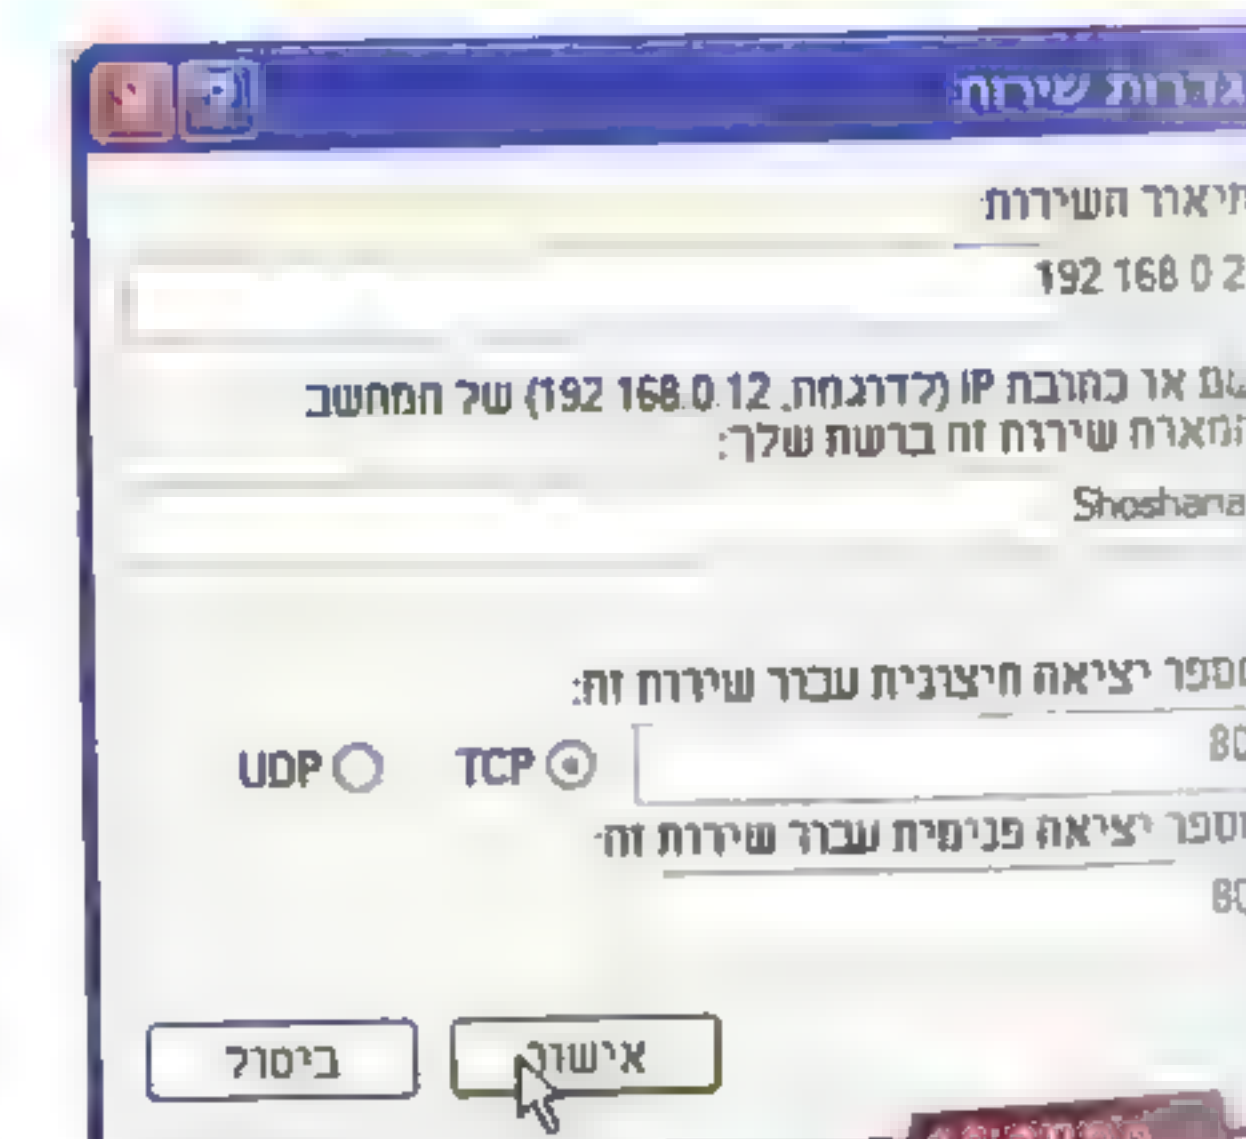 גדרות שירות
תיאור השירות
192 168 0 2
שם או כתובת IP (לדוגמה, 192 168.0.12) של המחשב
המארח שירות זה ברשת שלך:
Shoshana
מספר יציאה חיצונית עבור שירות זה:
80
TCP UDP
מספר יציאה פנימית עבור שירות זה:
80
אישור ביטול